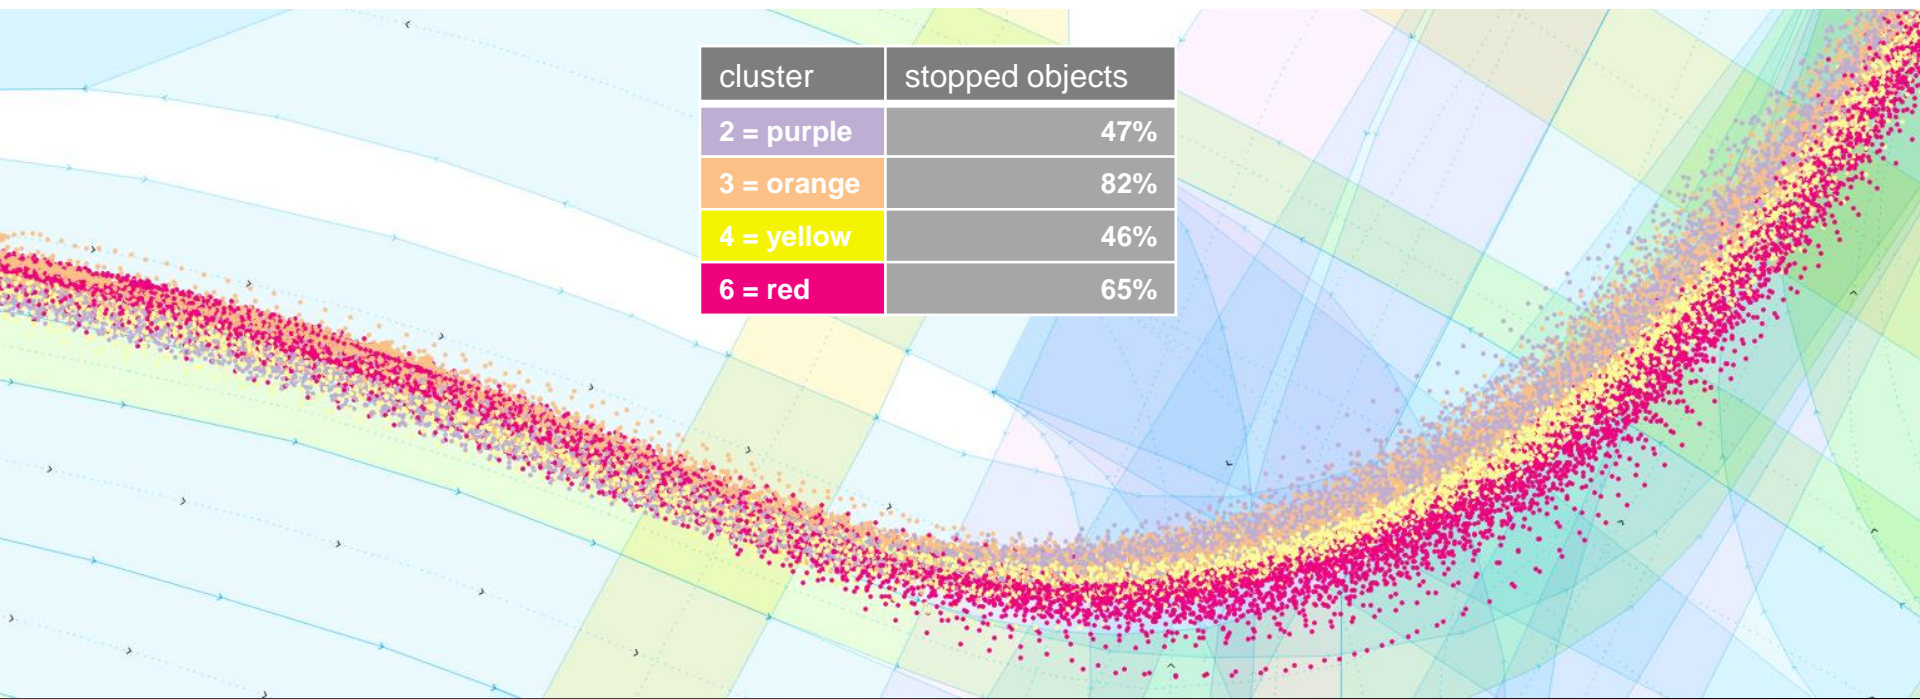 cluster stopped objects
2 = purple 47%
3 = orange 82%
4 = yellow 46%
6 = red 65%